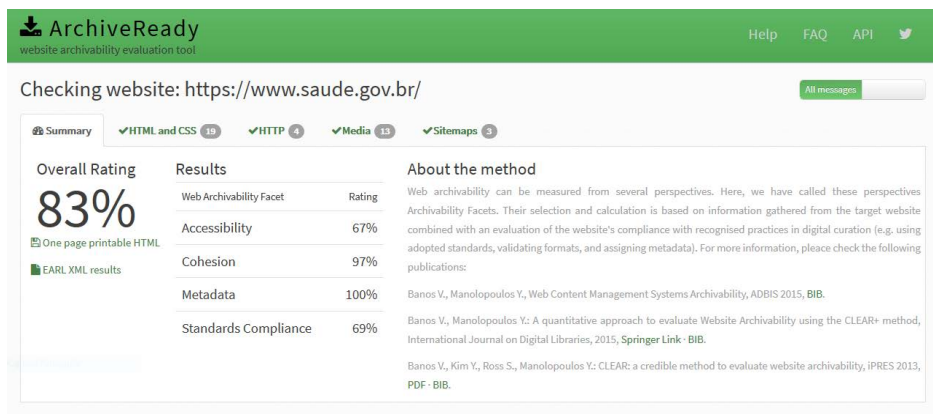 ArchiveReady
website archivability evaluation tool
Help FAQ API
Checking website: https://www.saude.gov.br/
All messages
Summary HTML and CSS 19 HTTP 4 Media 13 Sitemaps 3
Overall Rating
83%
One page printable HTML
EARL XML results
Results
Web Archivability Facet Rating
Accessibility 67%
Cohesion 97%
Metadata 100%
Standards Compliance 69%
About the method
Web archivability can be measured from several perspectives. Here, we have called these perspectives
Archivability Facets. Their selection and calculation is based on information gathered from the target website
combined with an evaluation of the website's compliance with recognised practices in digital curation (e.g. using
adopted standards, validating formats, and assigning metadata). For more information, pleace check the following
publications:
Banos V., Manolopoulos Y., Web Content Management Systems Archivability, ADBIS 2015, BIB.
Banos V., Manolopoulos Y.: A quantitative approach to evaluate Website Archivability using the CLEAR+ method,
International Journal on Digital Libraries, 2015, Springer Link · BIB.
Banos V., Kim Y., Ross S., Manolopoulos Y.: CLEAR: a credible method to evaluate website archivability, iPRES 2013,
PDF · BIB.